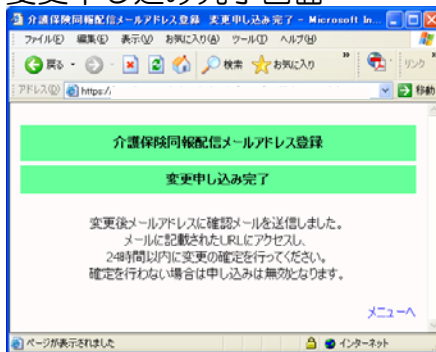 変更申し込み完了画面
介護保険同報配信メールアドレス登録 変更申し込み完了 - Microsoft In...
ファイル(F) 編集(E) 表示(V) お気に入り(A) ツール(T) ヘルプ(H)
戻る 検索 お気に入り リンク
アドレス(D) https:/ 移動
介護保険同報配信メールアドレス登録
変更申し込み完了
変更後メールアドレスに確認メールを送信しました。
メールに記載されたURLにアクセスし、
24時間以内に変更の確定を行ってください。
確定を行わない場合は申し込みは無効となります。
メニューへ
ページが表示されました インターネット